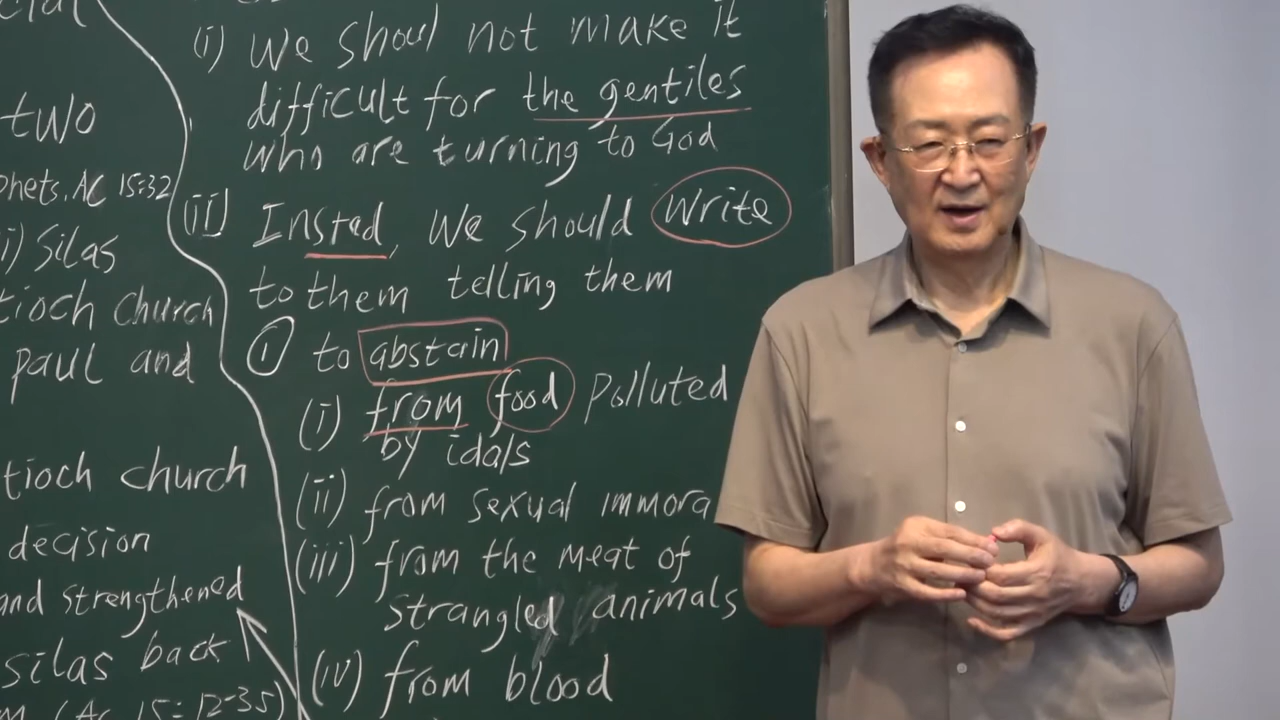 two
phets, AC 15:32
i) Silas
tioch church
paul and
tioch church
decision
and strengthened
silas back
(AC 15:12-35)
(i) We shoul not make it
difficult for the gentiles
who are turning to God
(ii) Insted, we should write
to them telling them
① to abstain
(i) from food polluted
by idals
(ii) from sexual immora
(iii) from the meat of
strangled animals
(iv) from blood